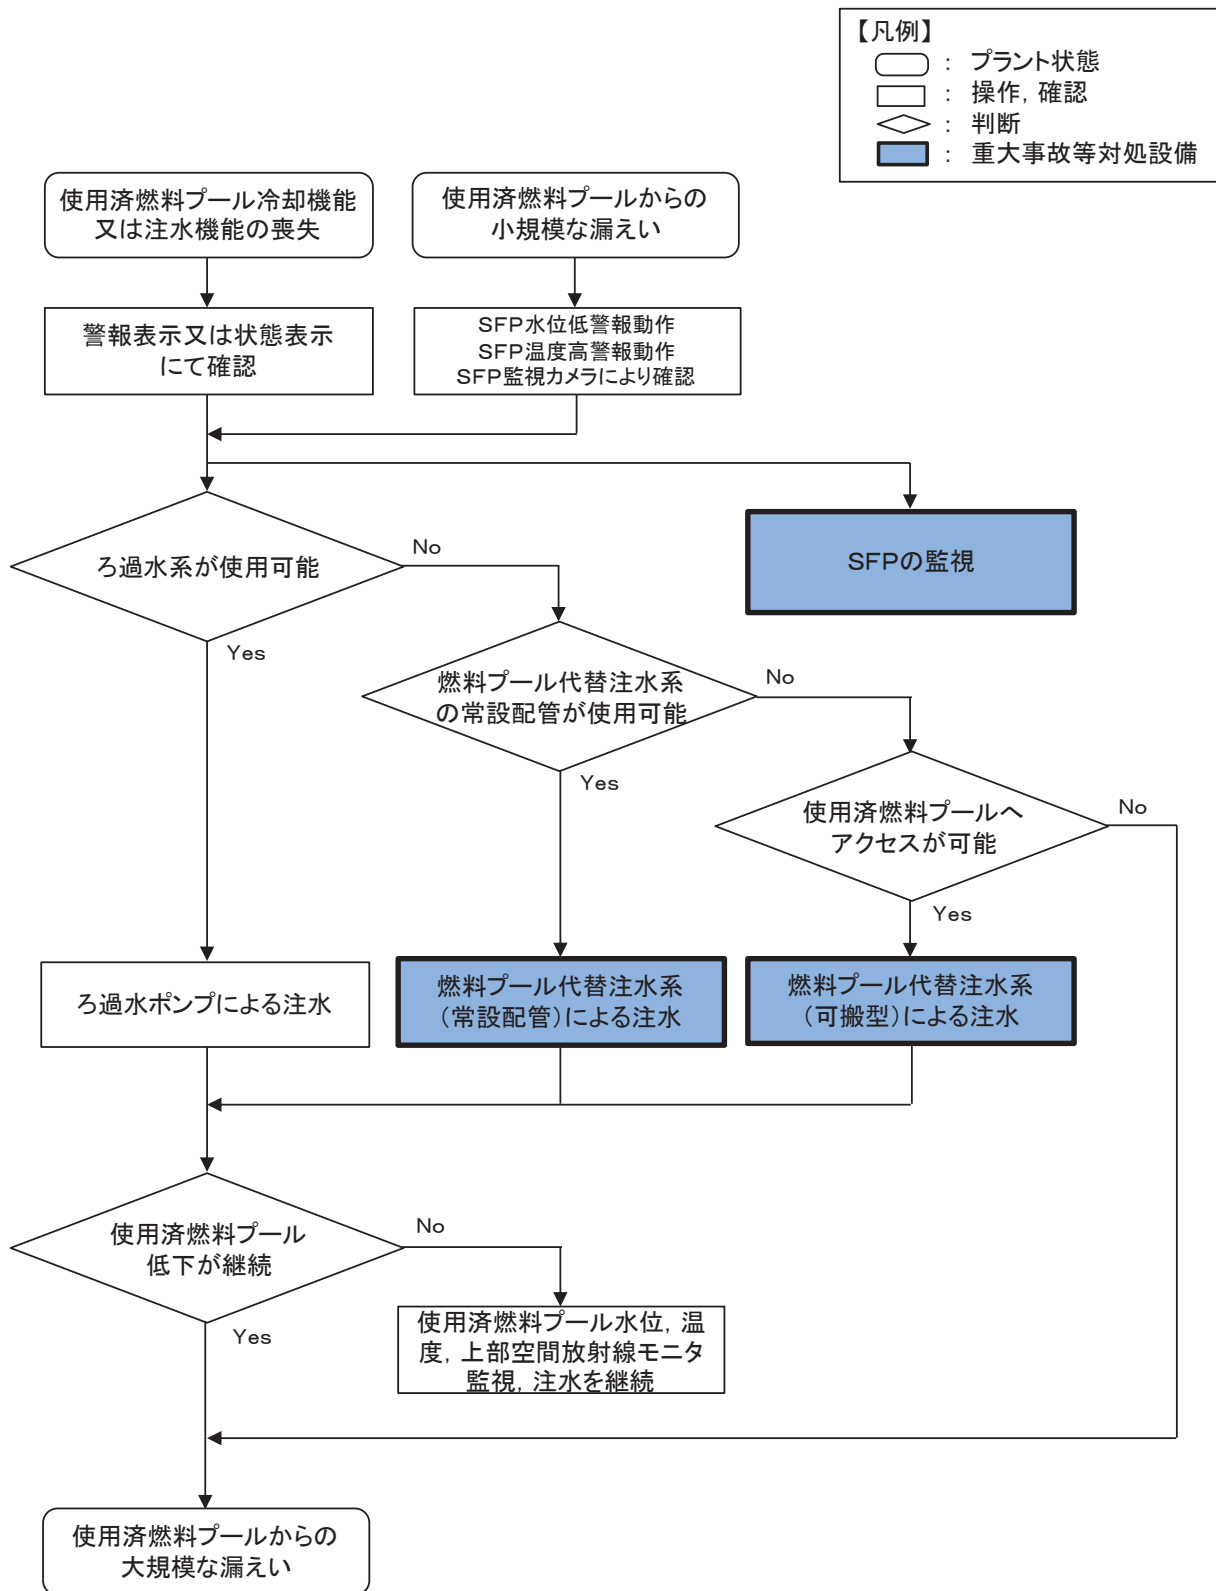 【凡例】
： プラント状態
： 操作，確認
： 判断
： 重大事故等対処設備
使用済燃料プール冷却機能
又は注水機能の喪失
使用済燃料プールからの
小規模な漏えい
警報表示又は状態表示
にて確認
SFP水位低警報動作
SFP温度高警報動作
SFP監視カメラにより確認
ろ過水系が使用可能
No
Yes
SFPの監視
燃料プール代替注水系
の常設配管が使用可能
No
Yes
使用済燃料プールへ
アクセスが可能
No
Yes
ろ過水ポンプによる注水
燃料プール代替注水系
（常設配管）による注水
燃料プール代替注水系
（可搬型）による注水
使用済燃料プール
低下が継続
No
Yes
使用済燃料プール水位，温
度，上部空間放射線モニタ
監視，注水を継続
使用済燃料プールからの
大規模な漏えい